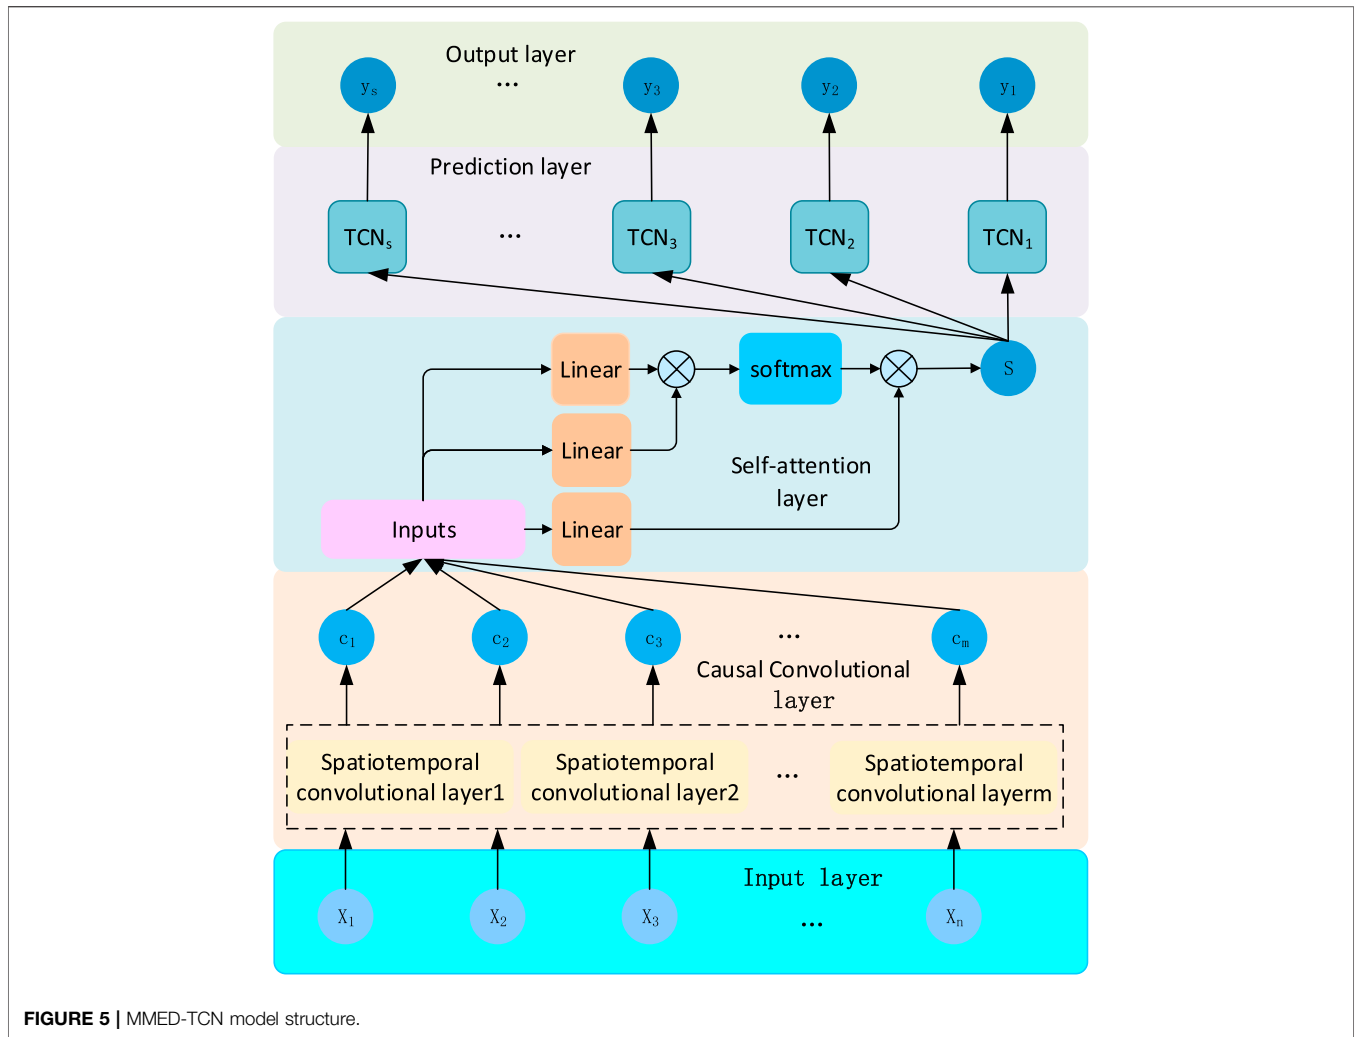 Output layer
yₛ
...
y₃
y₂
y₁
Prediction layer
TCNₛ
...
TCN₃
TCN₂
TCN₁
Linear
softmax
S
Linear
Self-attention
layer
Inputs
Linear
c₁
c₂
c₃
...
cₘ
Causal Convolutional
layer
Spatiotemporal
convolutional layer1
Spatiotemporal
convolutional layer2
...
Spatiotemporal
convolutional layerm
Input layer
X₁
X₂
X₃
...
Xₙ
FIGURE 5 | MMED-TCN model structure.